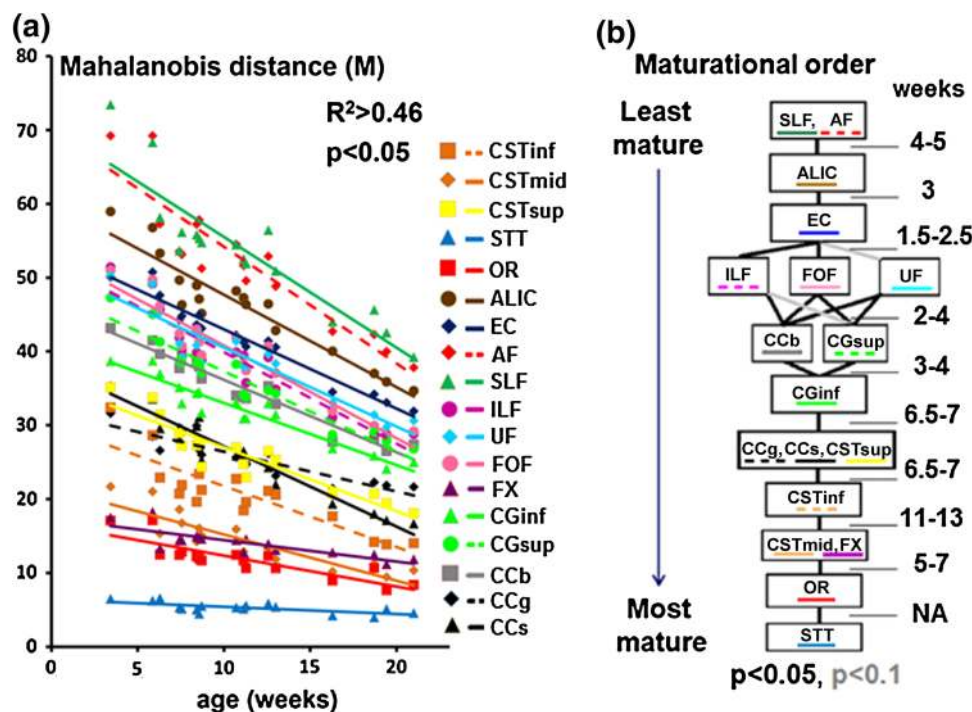 (a)
Mahalanobis distance (M)
80
70
60
50
40
30
20
10
0
0
5
10
15
20
age (weeks)
R²>0.46
p<0.05
CSTinf
CSTmid
CSTsup
STT
OR
ALIC
EC
AF
SLF
ILF
UF
FOF
FX
CGinf
CGsup
CCb
CCg
CCs
(b)
Maturational order
weeks
Least
mature
Most
mature
SLF, AF
4-5
ALIC
3
EC
1.5-2.5
ILF
FOF
UF
2-4
CCb
CGsup
3-4
CGinf
6.5-7
CCg,CCs,CSTsup
6.5-7
CSTinf
11-13
CSTmid,FX
5-7
OR
NA
STT
p<0.05, p<0.1